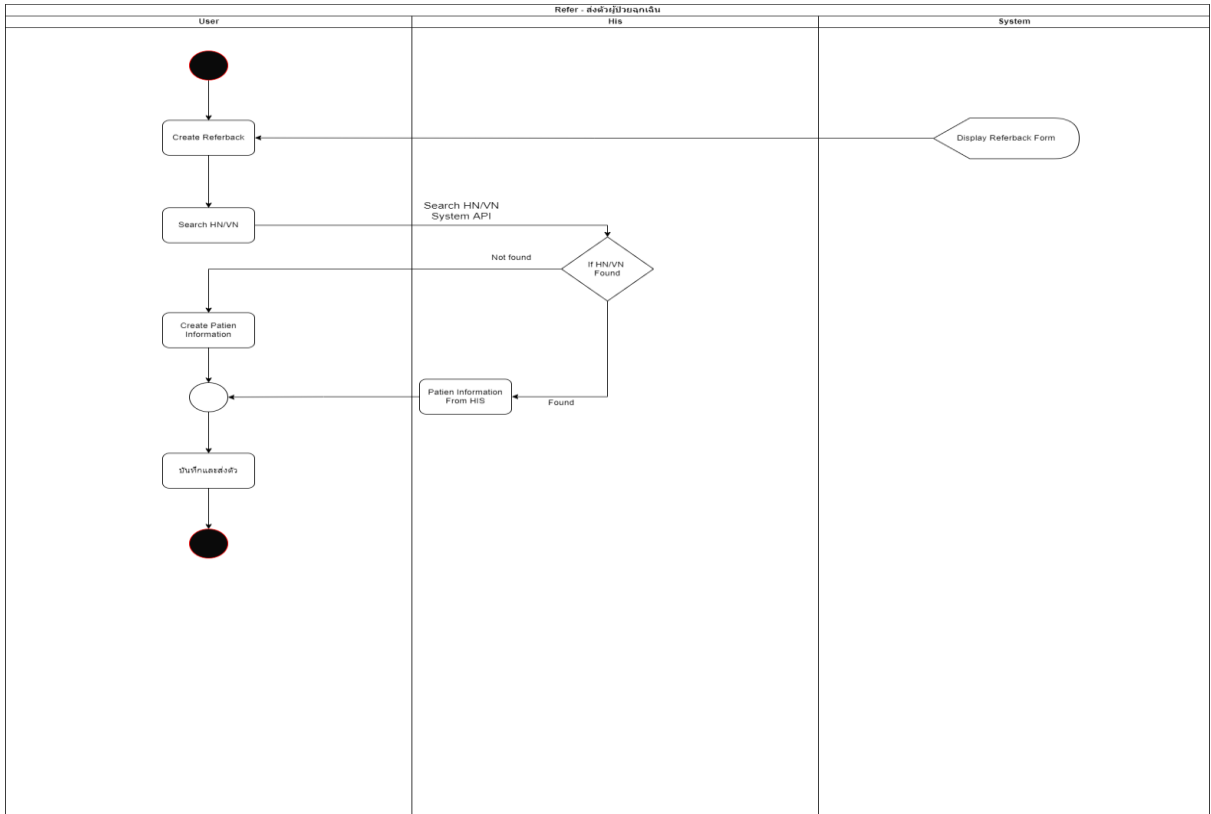 Refer - ส่งตัวผู้ป่วยฉุกเฉิน
User
His
System
Create Referback
Display Referback Form
Search HN/VN
Search HN/VN
System API
Not found
If HN/VN
Found
Create Patien
Information
Patien Information
From HIS
Found
บันทึกและส่งตัว